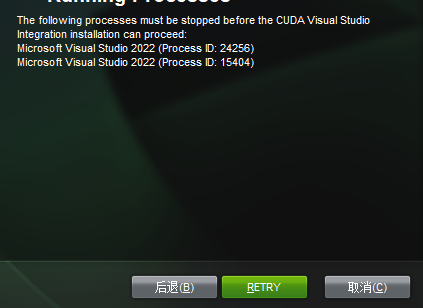 Running Processes
The following processes must be stopped before the CUDA Visual Studio
Integration installation can proceed:
Microsoft Visual Studio 2022 (Process ID: 24256)
Microsoft Visual Studio 2022 (Process ID: 15404)
后退(B) RETRY 取消(C)